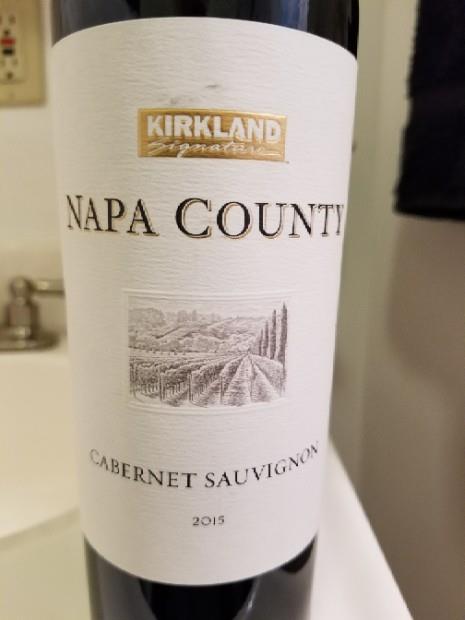 KIRKLAND
Signature
NAPA COUNTY
CABERNET SAUVIGNON
2015